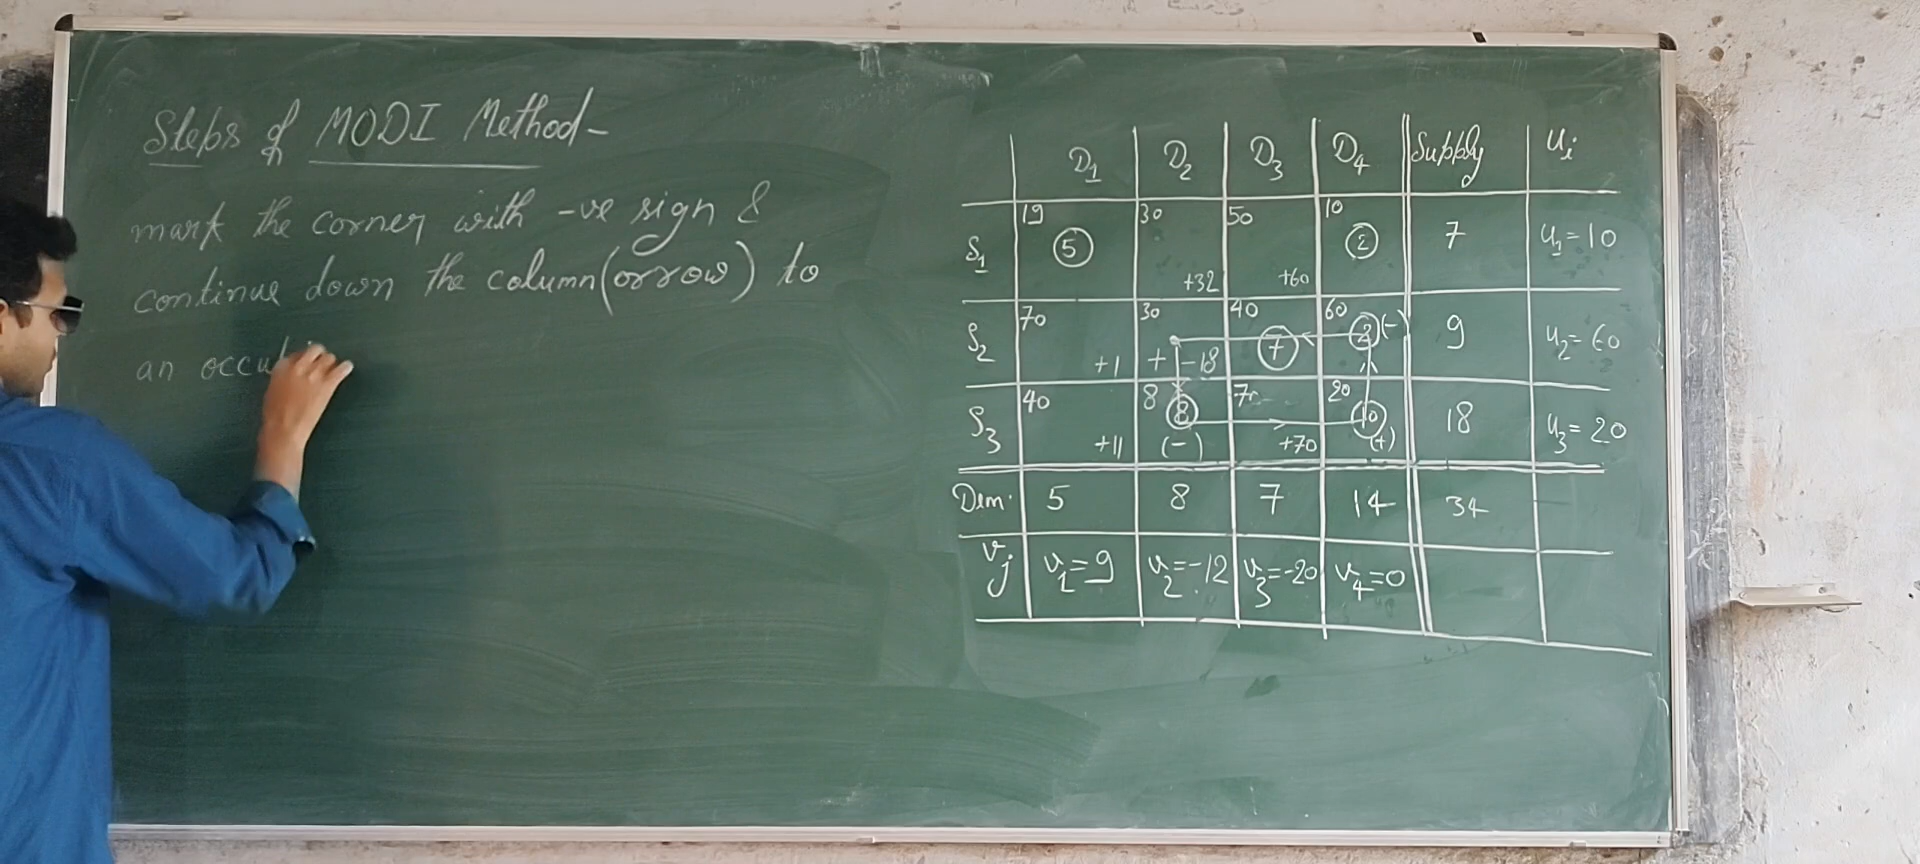 Steps of MODI Method-
mark the corner with -ve sign &
continue down the column (or row) to
an occu
D1 D2 D3 D4 Supply ui
S1 19 5 30 +32 50 +60 10 2 7 u1=10
S2 70 +1 30 + -18 40 7 60 2 (-) 9 u2=60
S3 40 +11 8 8 (-) 70 +70 20 10 (+) 18 u3=20
Dem. 5 8 7 14 34
vj v1=9 v2=-12 v3=-20 v4=0